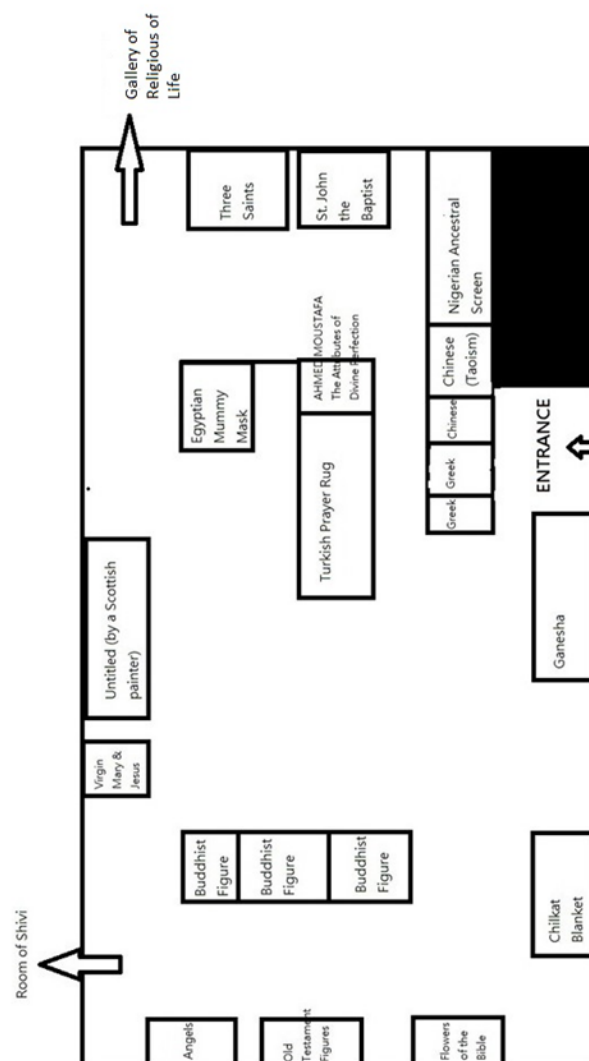 Gallery of
Religious of
Life
Three
Saints
St. John
the
Baptist
Nigerian Ancestral
Screen
AHMED MOUSTAFA
The Attributes of
Divine Perfection
Chinese
(Taoism)
Egyptian
Mummy
Mask
Chinese
Turkish Prayer Rug
Greek
Greek
ENTRANCE
Untitled (by a Scottish
painter)
Ganesha
Virgin
Mary &
Jesus
Buddhist
Figure
Buddhist
Figure
Buddhist
Figure
Chilkat
Blanket
Room of Shivi
Angels
Old
Testament
Figures
Flowers
of the
Bible